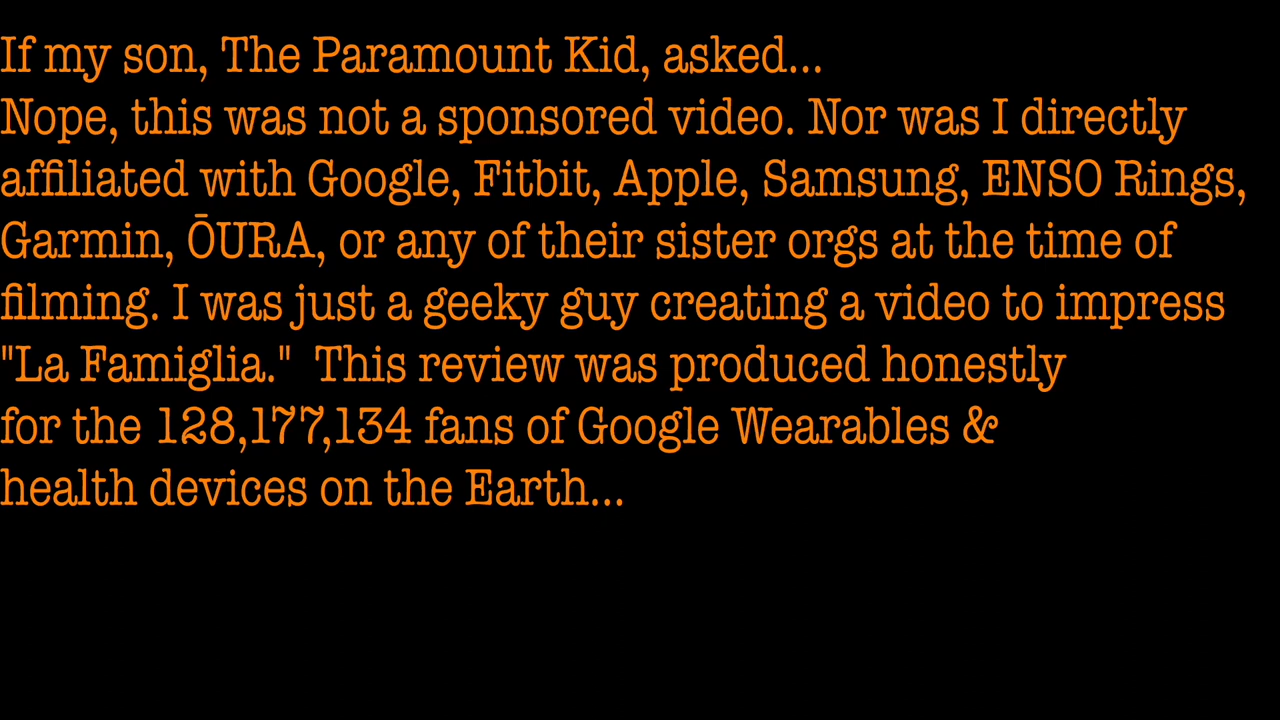 If my son, The Paramount Kid, asked...
Nope, this was not a sponsored video. Nor was I directly
affiliated with Google, Fitbit, Apple, Samsung, ENSO Rings,
Garmin, ŌURA, or any of their sister orgs at the time of
filming. I was just a geeky guy creating a video to impress
"La Famiglia."  This review was produced honestly
for the 128,177,134 fans of Google Wearables &
health devices on the Earth...